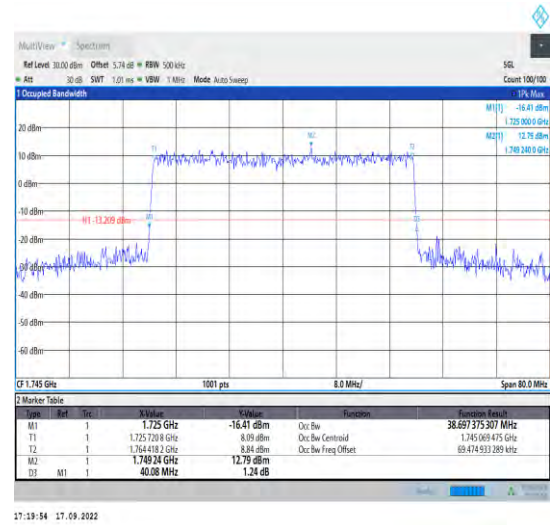 MultiView Spectrum
Ref Level 30.00 dBm Offset 5.74 dB RBW 500 kHz SGL
Att 30 dB SWT 1.01 ms VBW 1 MHz Mode Auto Sweep Count 100/100
1 Occupied Bandwidth 1Pk Max
M1[1] -16.41 dBm
1.725 000 0 GHz
M2[1] 12.79 dBm
1.749 240 0 GHz
20 dBm
M2
T1 T2
10 dBm
0 dBm
-10 dBm
H1 -13.209 dBm
M1 D3
-20 dBm
-30 dBm
-40 dBm
-50 dBm
-60 dBm
CF 1.745 GHz 1001 pts 8.0 MHz/ Span 80.0 MHz
2 Marker Table
Type Ref Trc X-Value Y-Value Function Function Result
M1 1 1.725 GHz -16.41 dBm Occ Bw 38.697 375 307 MHz
T1 1 1.725 720 8 GHz 8.09 dBm Occ Bw Centroid 1.745 069 475 GHz
T2 1 1.764 418 2 GHz 8.84 dBm Occ Bw Freq Offset 69.474 933 289 kHz
M2 1 1.749 24 GHz 12.79 dBm
D3 M1 1 40.08 MHz 1.24 dB
17:19:54 17.09.2022